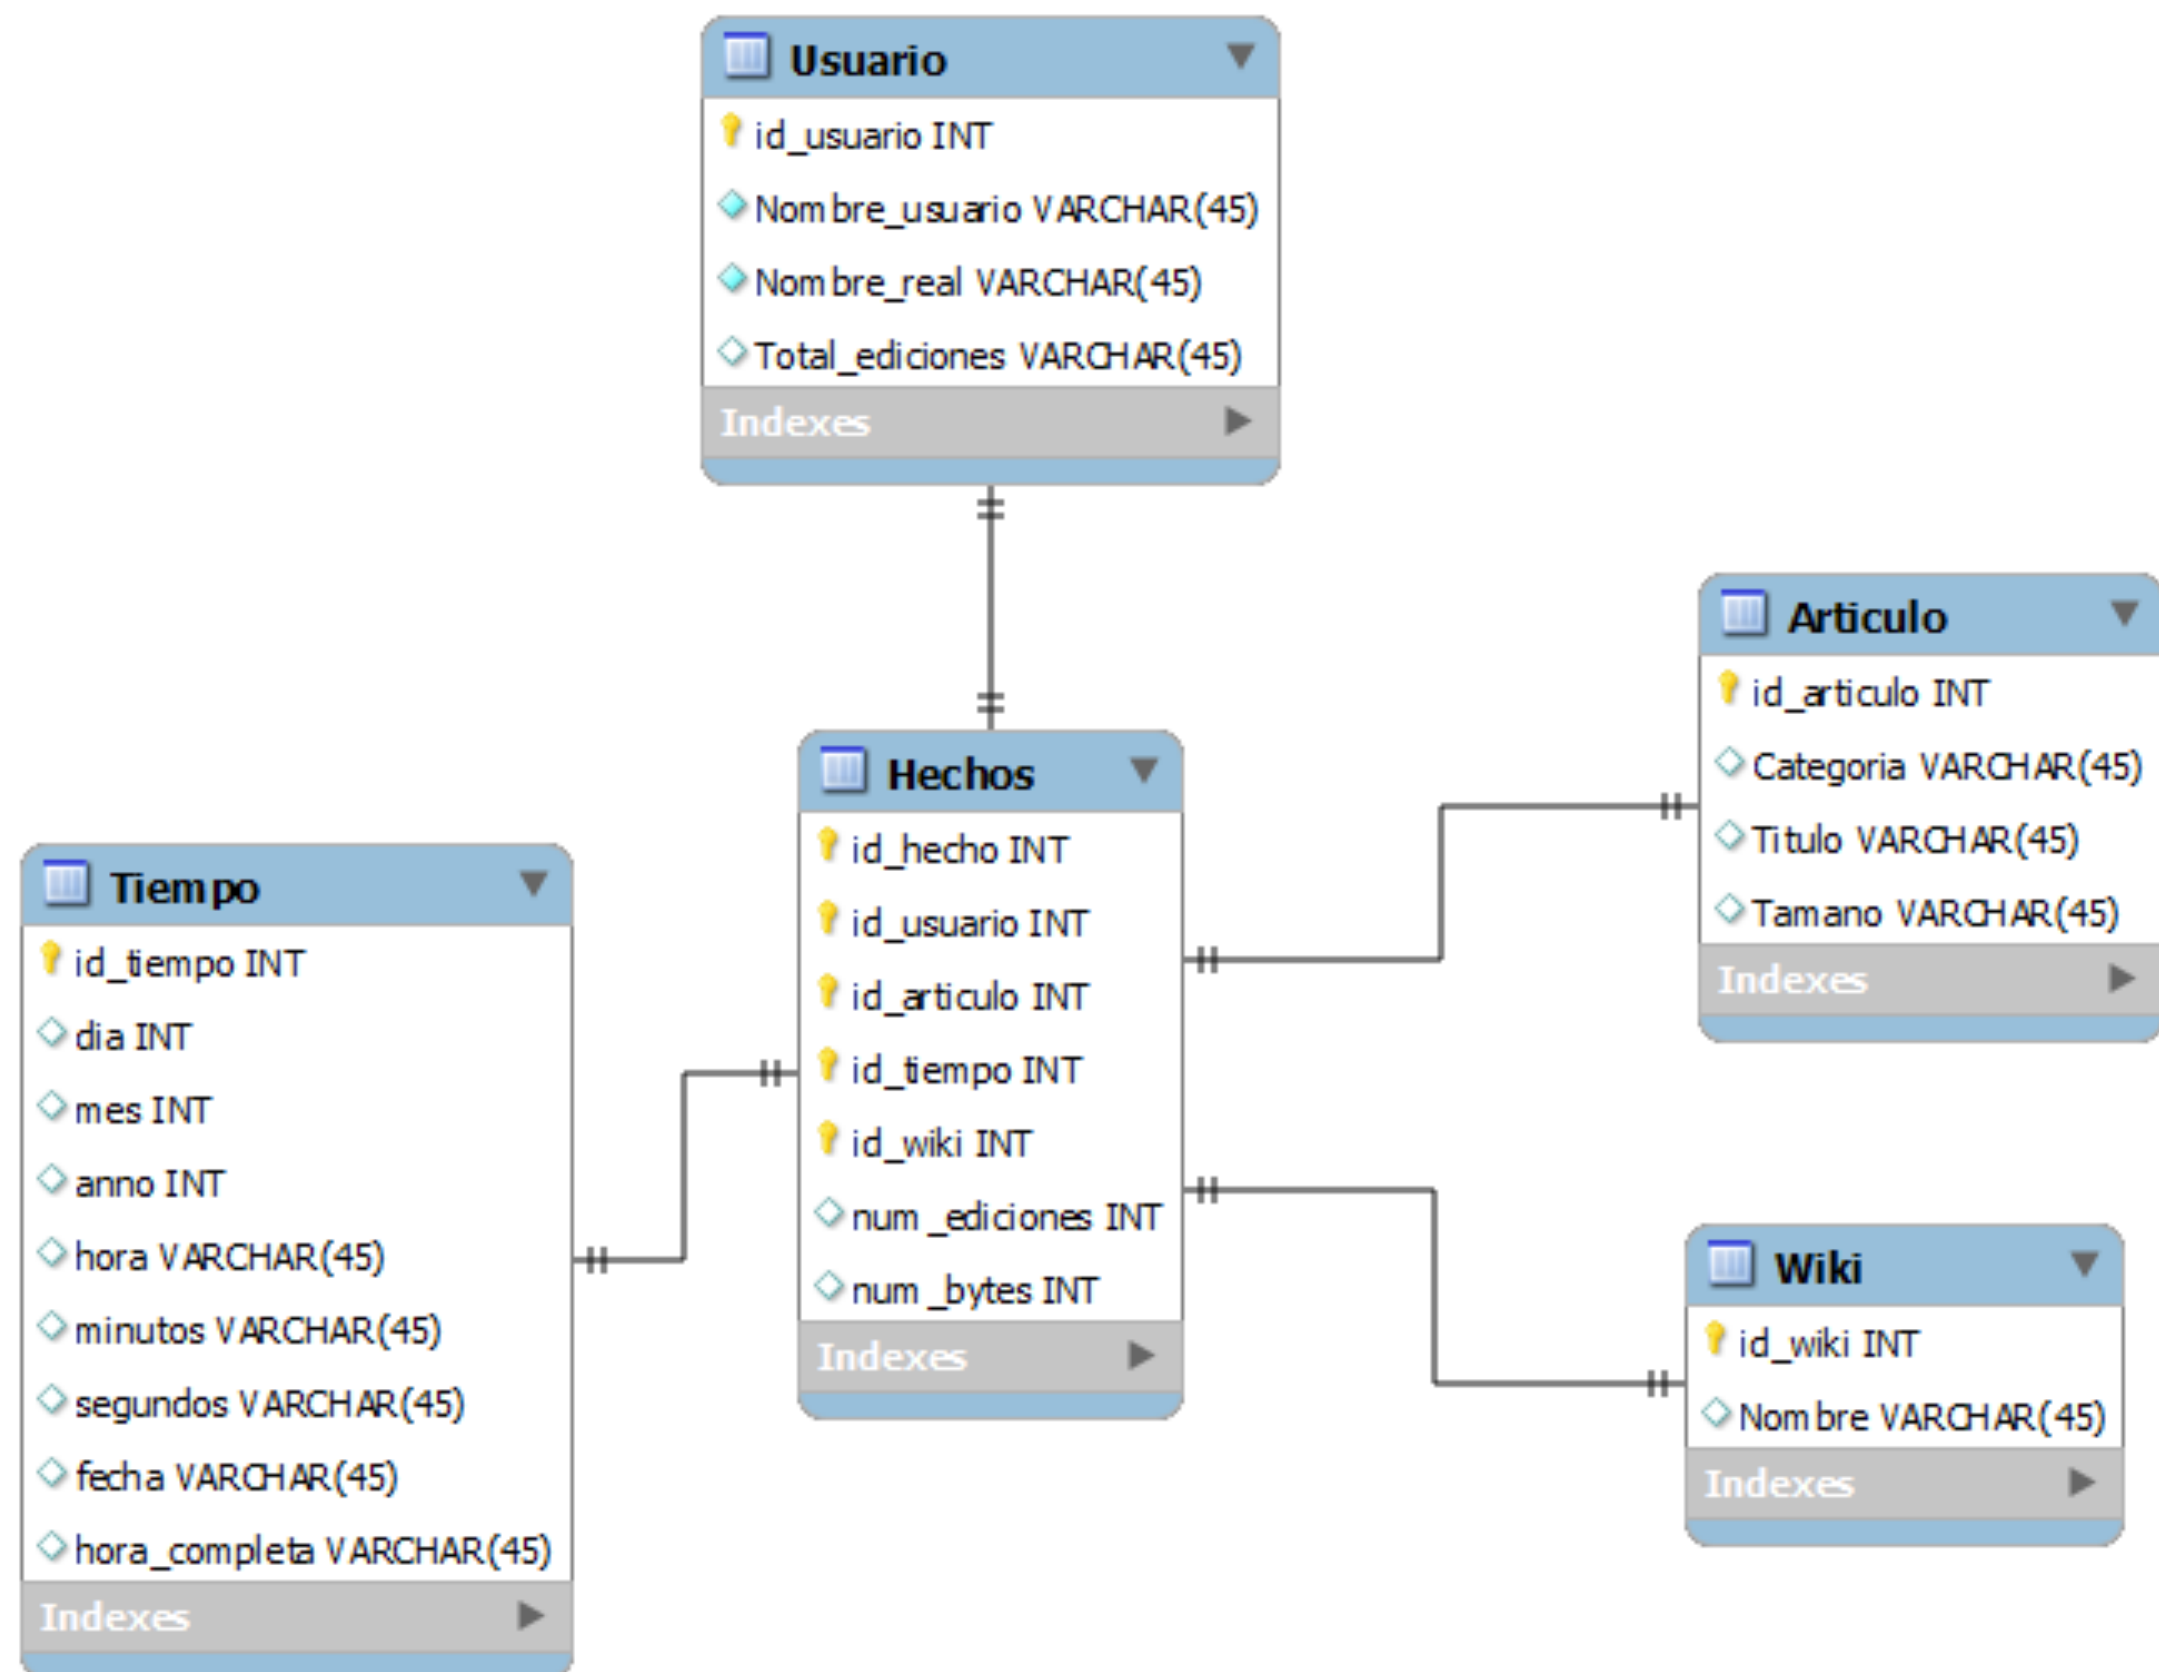 Usuario
id_usuario INT
Nombre_usuario VARCHAR(45)
Nombre_real VARCHAR(45)
Total_ediciones VARCHAR(45)
Indexes
Articulo
id_articulo INT
Categoria VARCHAR(45)
Titulo VARCHAR(45)
Tamano VARCHAR(45)
Indexes
Hechos
id_hecho INT
id_usuario INT
id_articulo INT
id_tiempo INT
id_wiki INT
num_ediciones INT
num_bytes INT
Indexes
Tiempo
id_tiempo INT
dia INT
mes INT
anno INT
hora VARCHAR(45)
minutos VARCHAR(45)
segundos VARCHAR(45)
fecha VARCHAR(45)
hora_completa VARCHAR(45)
Indexes
Wiki
id_wiki INT
Nombre VARCHAR(45)
Indexes